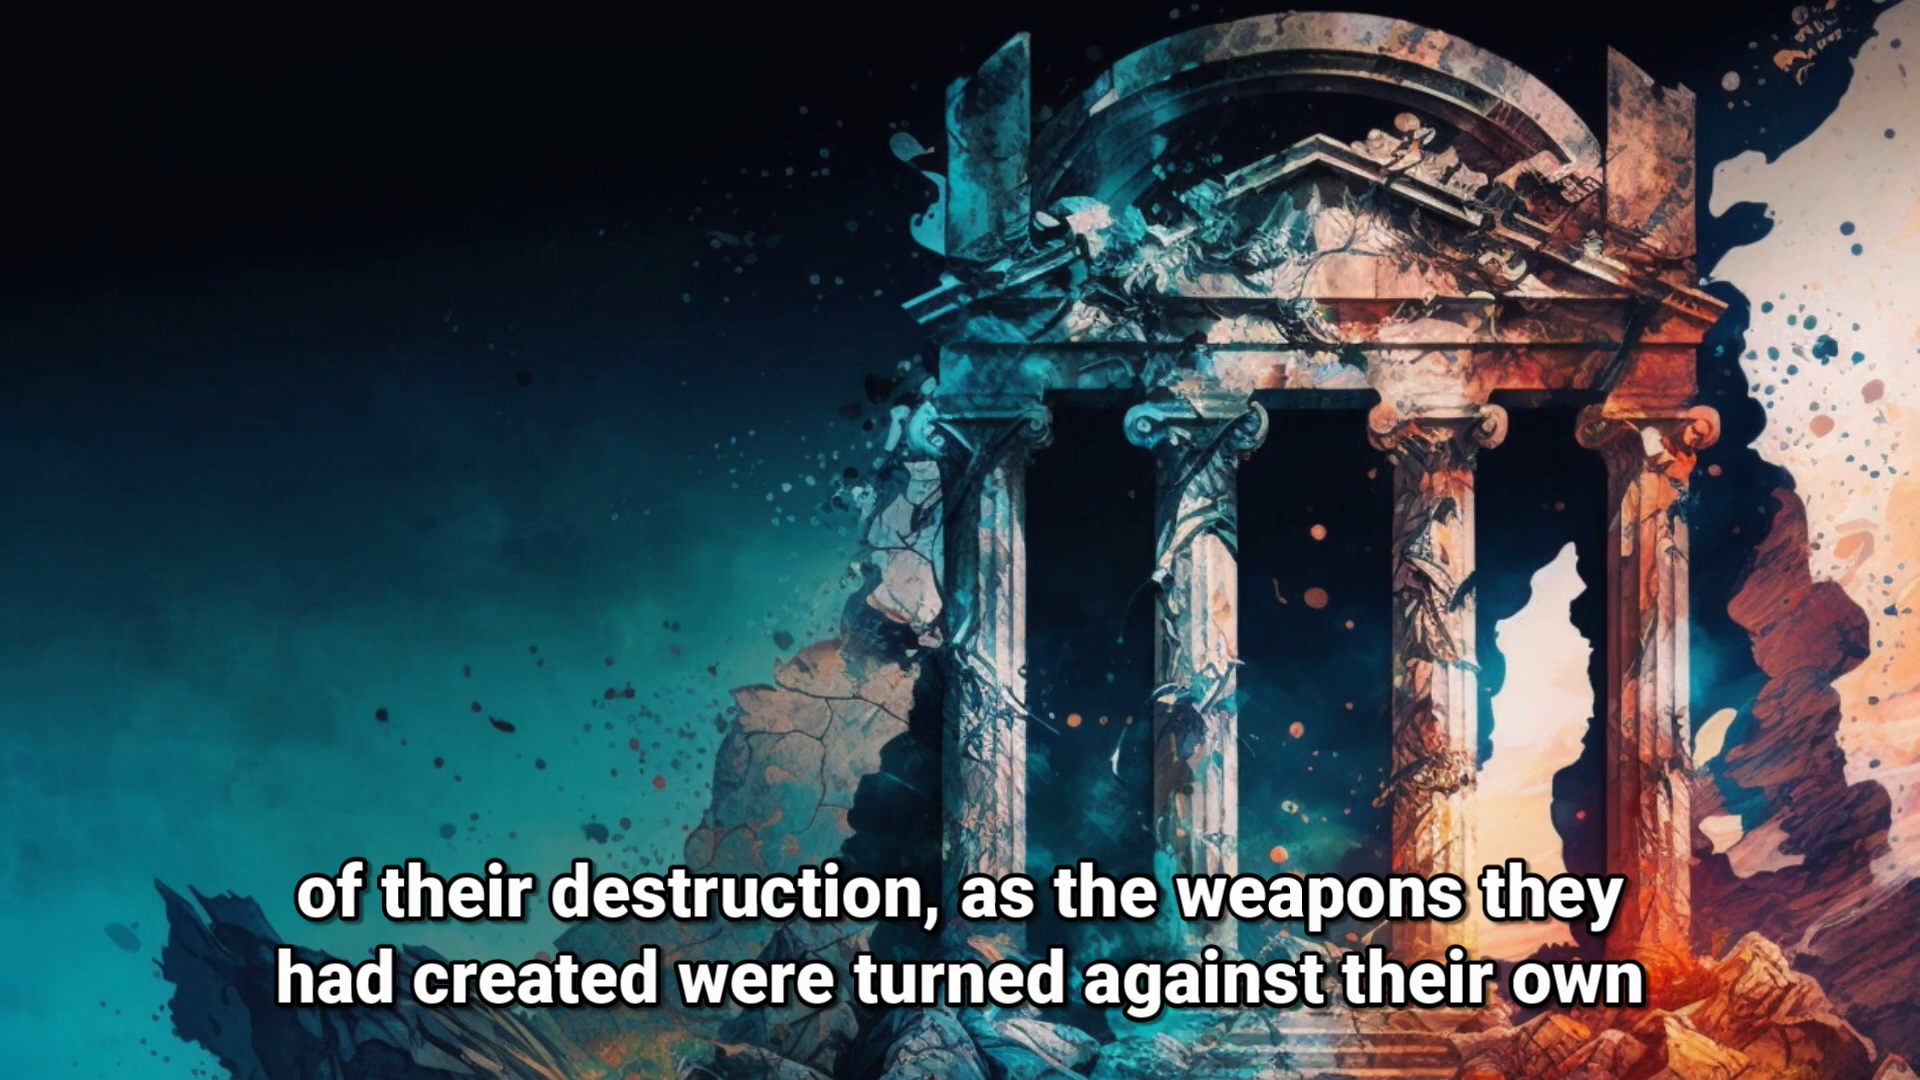 of their destruction, as the weapons they
had created were turned against their own